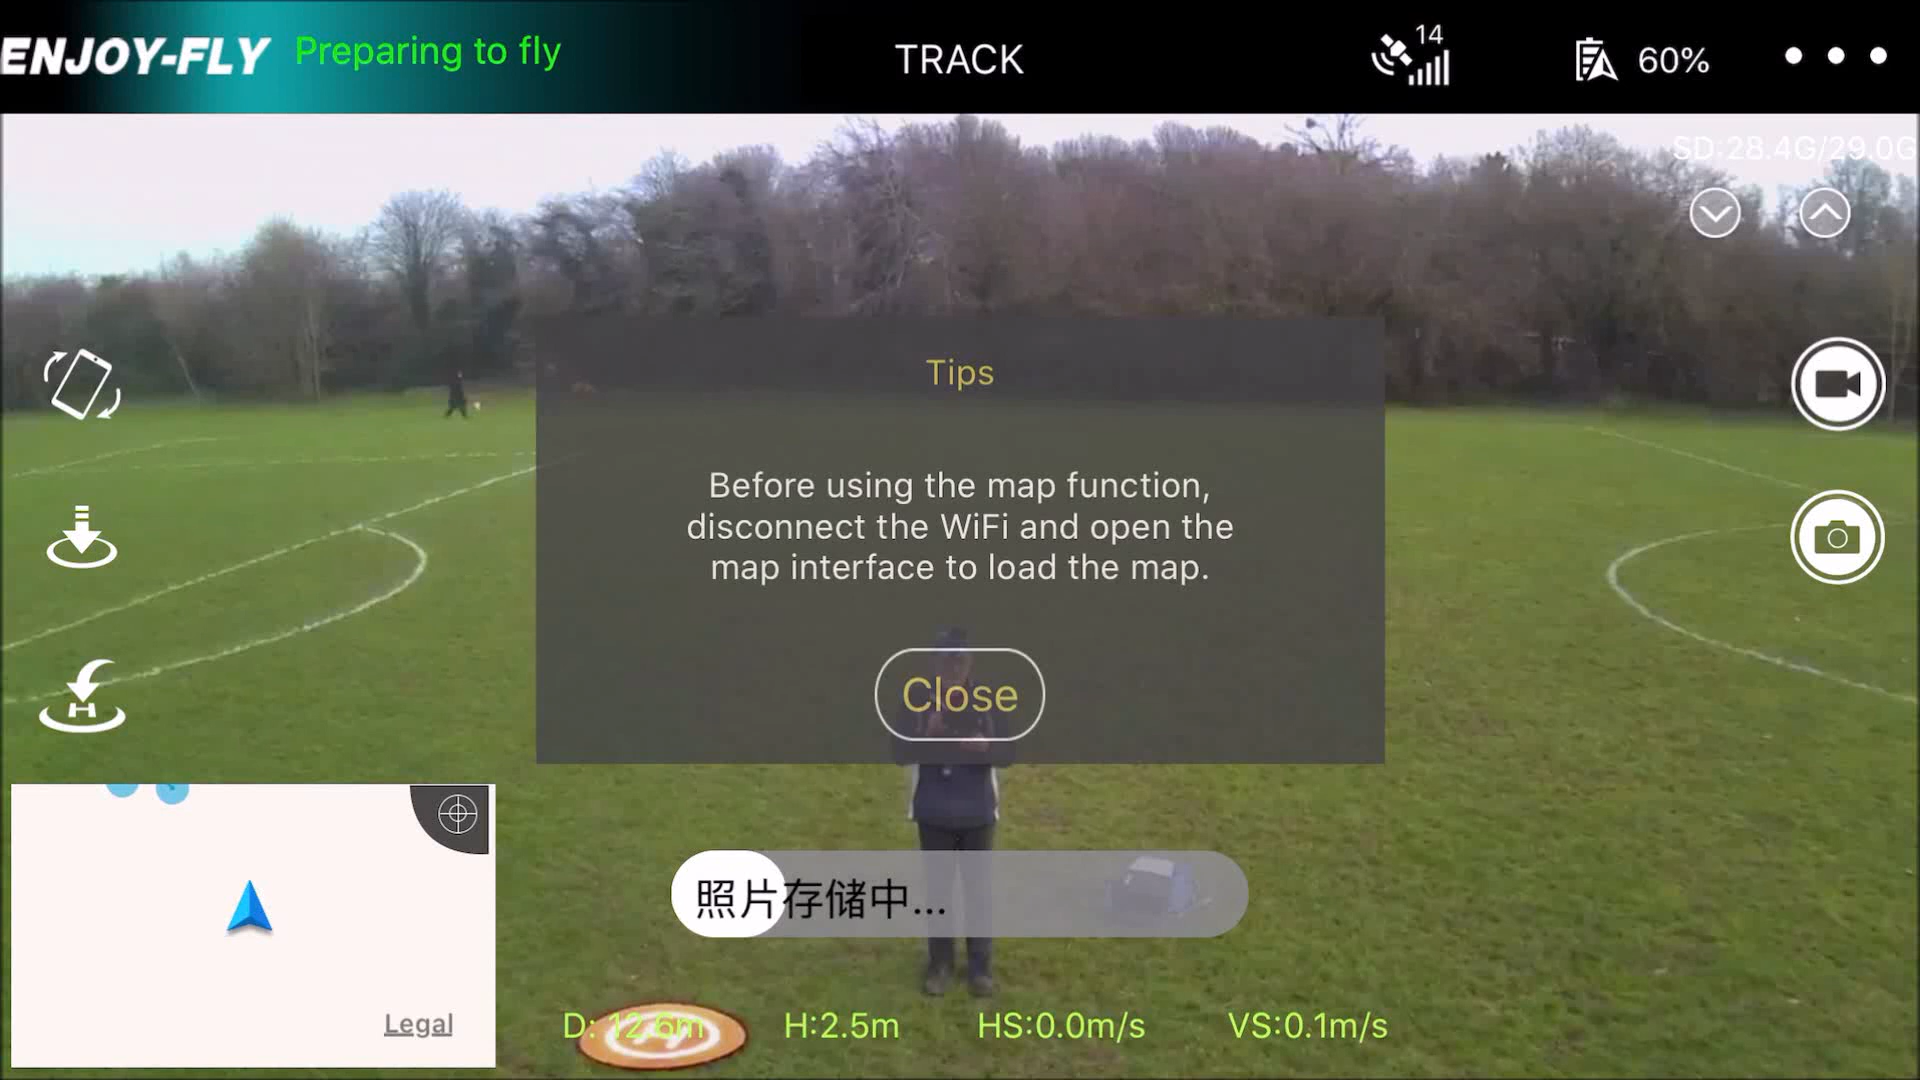 ENJOY-FLY
Preparing to fly
TRACK
14
60%
SD:28.4G/29.0G
Tips
Before using the map function,
disconnect the WiFi and open the
map interface to load the map.
Close
照片存储中...
Legal
D: 12.6m
H:2.5m
HS:0.0m/s
VS:0.1m/s
H